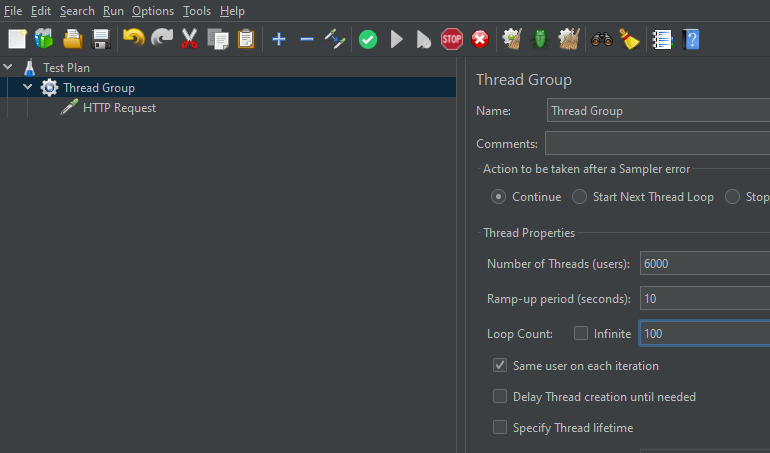 File Edit Search Run Options Tools Help
STOP
Test Plan
Thread Group
HTTP Request
Thread Group
Name: Thread Group
Comments:
Action to be taken after a Sampler error
Continue Start Next Thread Loop Stop
Thread Properties
Number of Threads (users): 6000
Ramp-up period (seconds): 10
Loop Count: Infinite 100
Same user on each iteration
Delay Thread creation until needed
Specify Thread lifetime